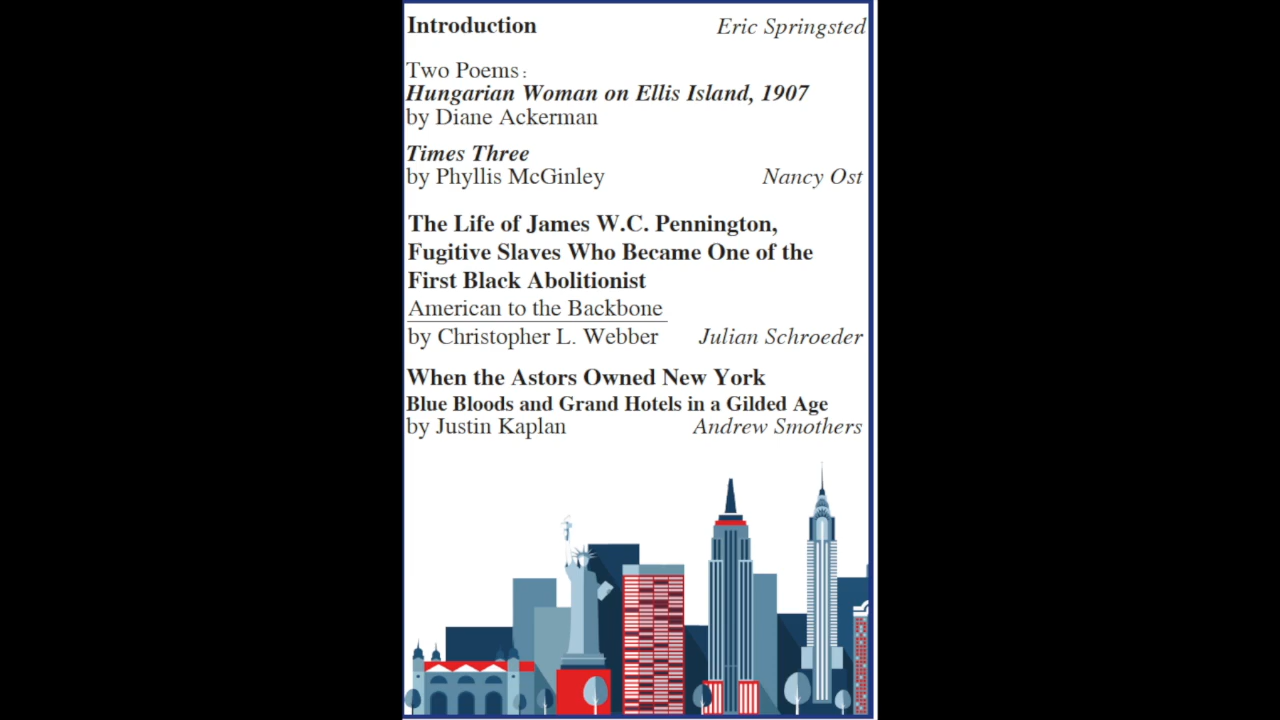 Introduction Eric Springsted
Two Poems:
Hungarian Woman on Ellis Island, 1907
by Diane Ackerman
Times Three
by Phyllis McGinley Nancy Ost
The Life of James W.C. Pennington,
Fugitive Slaves Who Became One of the
First Black Abolitionist
American to the Backbone
by Christopher L. Webber Julian Schroeder
When the Astors Owned New York
Blue Bloods and Grand Hotels in a Gilded Age
by Justin Kaplan Andrew Smothers